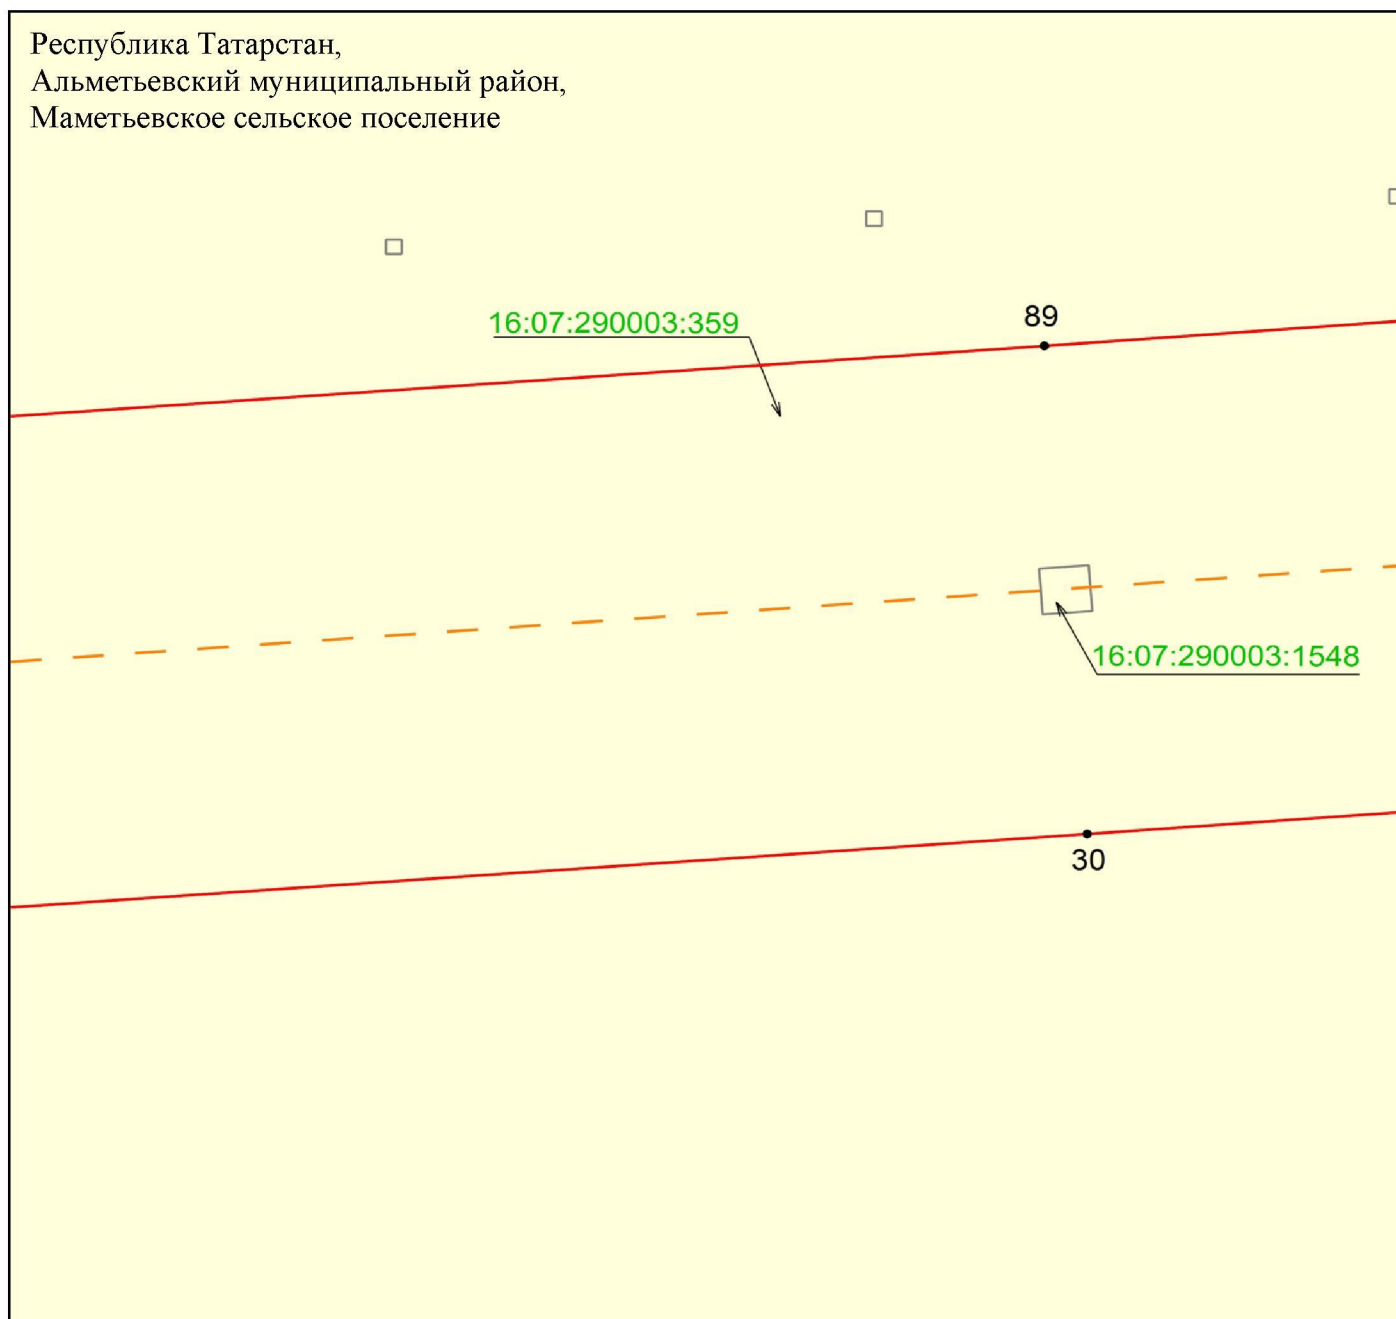 Республика Татарстан,
Альметьевский муниципальный район,
Маметьевское сельское поселение
16:07:290003:359
89
16:07:290003:1548
30